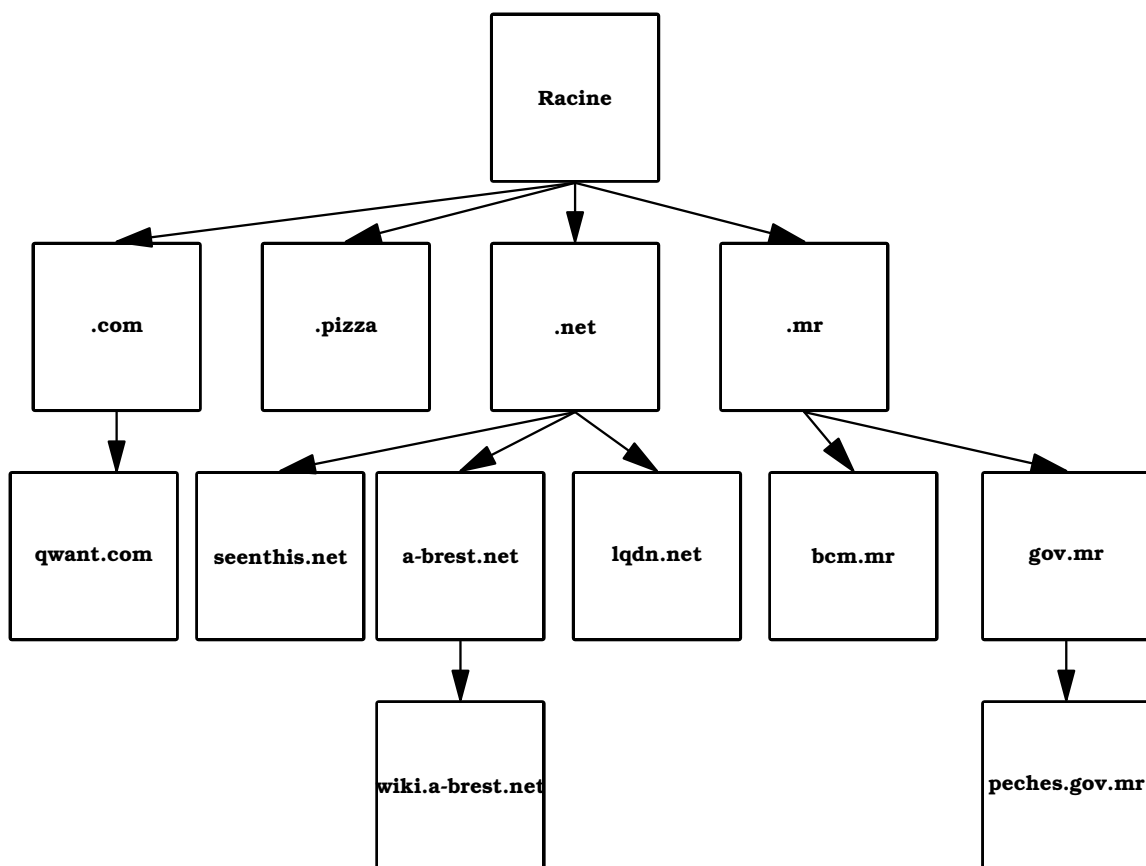 Racine
.com
.pizza
.net
.mr
qwant.com
seenthis.net
a-brest.net
lqdn.net
bcm.mr
gov.mr
wiki.a-brest.net
peches.gov.mr